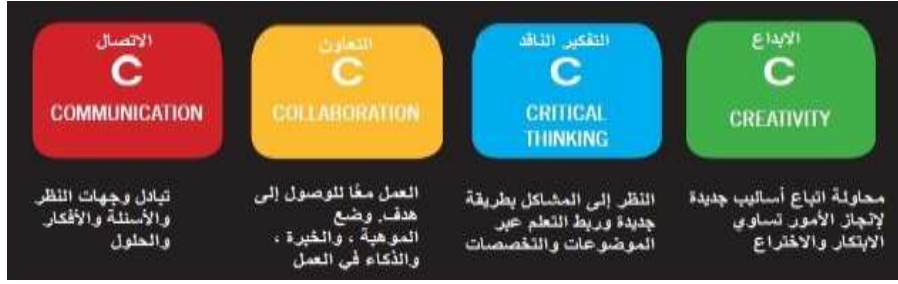 الاتصال
C
COMMUNICATION
تبادل وجهات النظر
والأسئلة والأفكار
والحلول
التعاون
C
COLLABORATION
العمل معًا للوصول إلى
هدف. وضع
الموهبة ، والخبرة ،
والذكاء في العمل
التفكير الناقد
C
CRITICAL
THINKING
النظر إلى المشاكل بطريقة
جديدة وربط التعلم عبر
الموضوعات والتخصصات
الابداع
C
CREATIVITY
محاولة اتباع أساليب جديدة
لإنجاز الأمور تساوي
الابتكار والاختراع